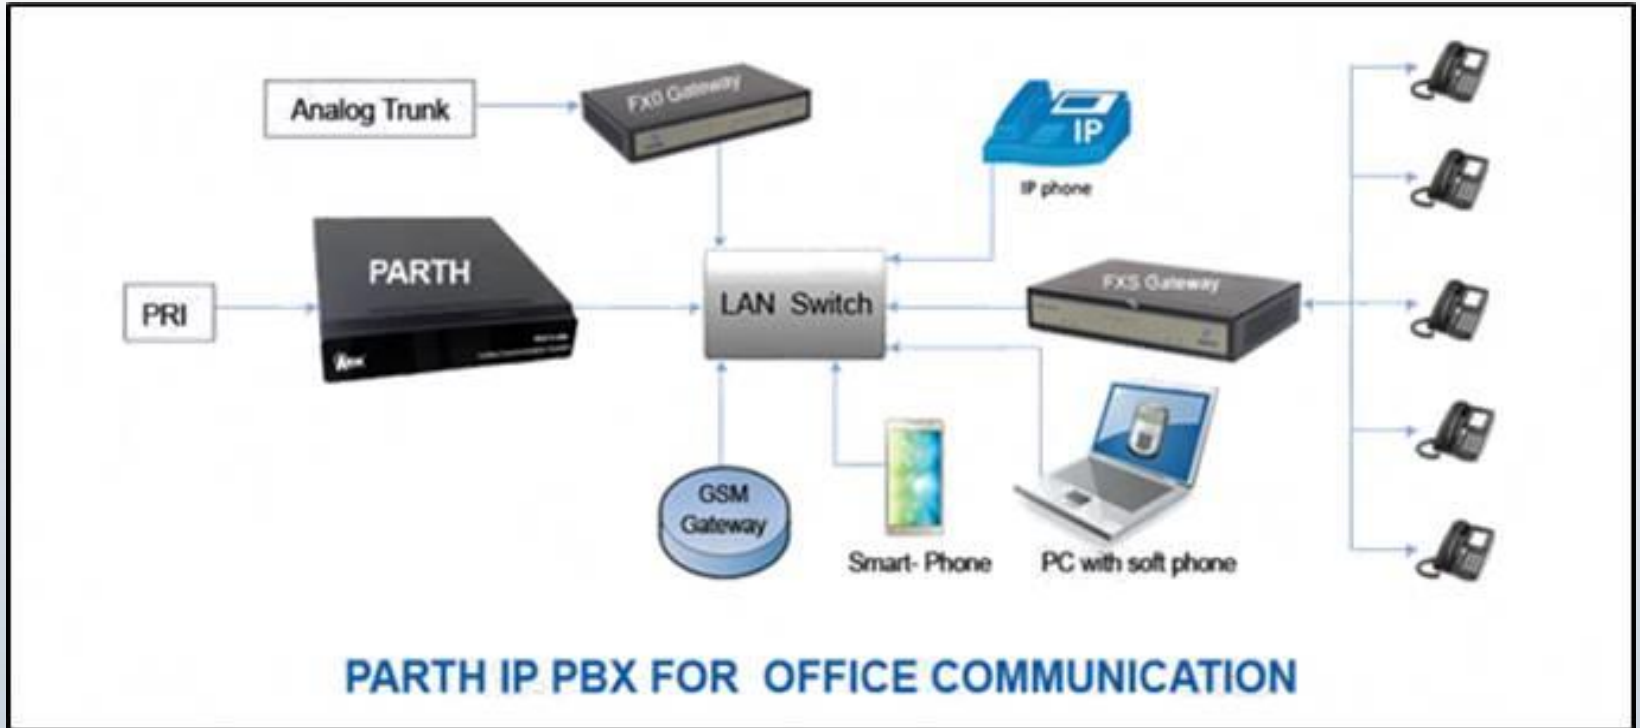 Analog Trunk
FXO Gateway
IP
IP phone
PARTH
PRI
LAN Switch
FXS Gateway
GSM
Gateway
Smart- Phone
PC with soft phone
PARTH IP PBX FOR OFFICE COMMUNICATION